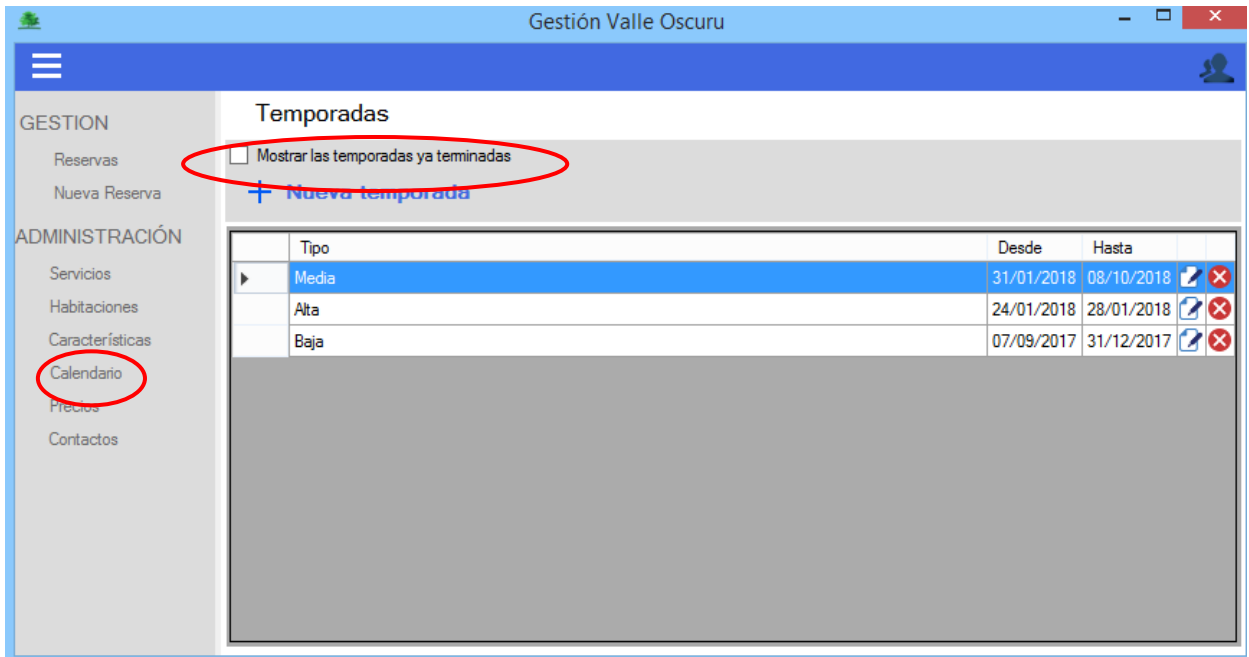 Gestión Valle Oscuru
GESTION
Reservas
Nueva Reserva
ADMINISTRACIÓN
Servicios
Habitaciones
Características
Calendario
Precios
Contactos
Temporadas
Mostrar las temporadas ya terminadas
Nueva temporada
Tipo Desde Hasta
Media 31/01/2018 08/10/2018
Alta 24/01/2018 28/01/2018
Baja 07/09/2017 31/12/2017